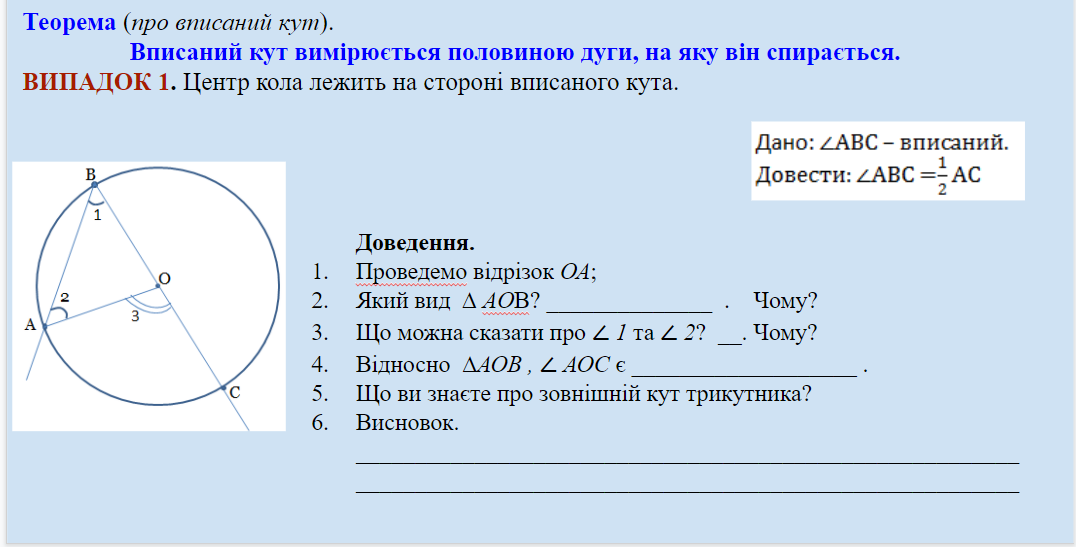 Теорема (про вписаний кут).
Вписаний кут вимірюється половиною дуги, на яку він спирається.
ВИПАДОК 1. Центр кола лежить на стороні вписаного кута.
Дано: ∠ABC – вписаний.
Довести: ∠ABC = 1/2 AC
B
1
O
2
A
3
C
Доведення.
1. Проведемо відрізок OA;
2. Який вид Δ AOB? _______________ . Чому?
3. Що можна сказати про ∠ 1 та ∠ 2? __. Чому?
4. Відносно ΔAOB , ∠ AOC є ____________________ .
5. Що ви знаєте про зовнішній кут трикутника?
6. Висновок.